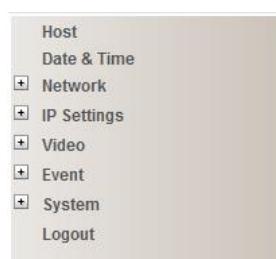 Host
Date & Time
Network
IP Settings
Video
Event
System
Logout